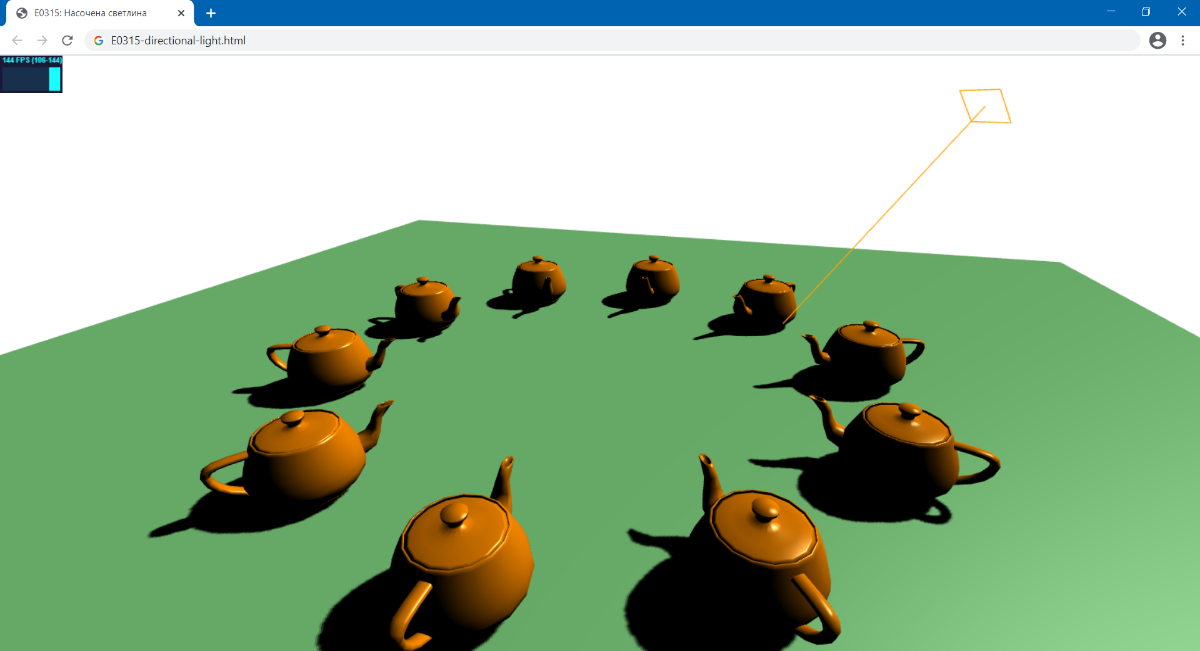 E0315: Насочена светлина
E0315-directional-light.html
144 FPS (106-144)